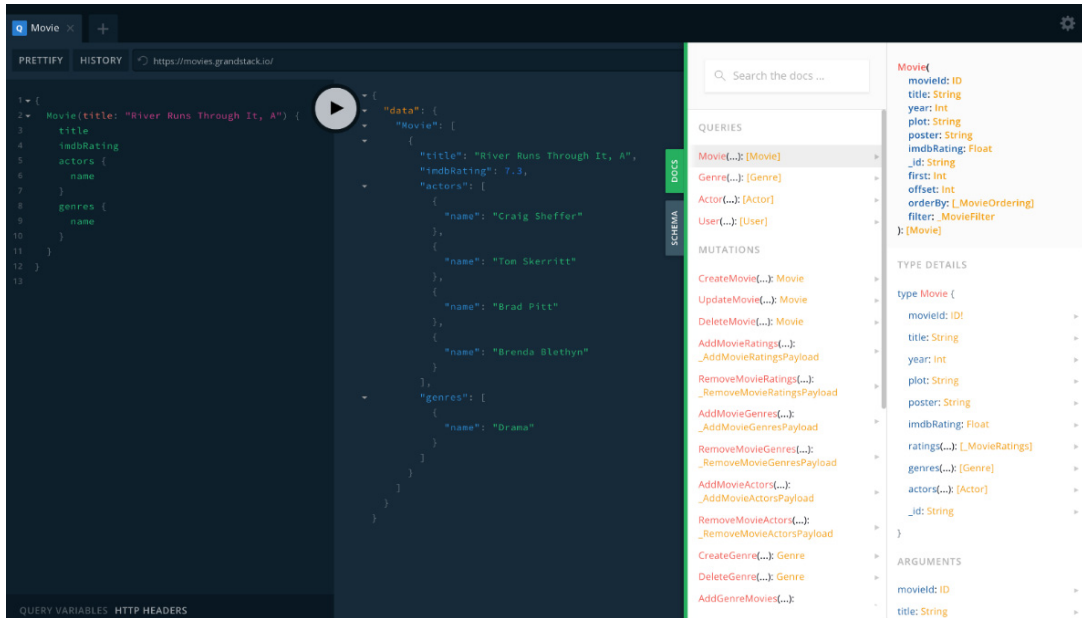 Q Movie × +
PRETTIFY HISTORY https://movies.grandstack.io/
1 {
2 Movie(title: "River Runs Through It, A") {
3 title
4 imdbRating
5 actors {
6 name
7 }
8 genres {
9 name
10 }
11 }
12 }
13
QUERY VARIABLES HTTP HEADERS
{
"data": {
"Movie": [
{
"title": "River Runs Through It, A",
"imdbRating": 7.3,
"actors": [
{
"name": "Craig Sheffer"
},
{
"name": "Tom Skerritt"
},
{
"name": "Brad Pitt"
},
{
"name": "Brenda Blethyn"
}
],
"genres": [
{
"name": "Drama"
}
]
}
]
}
}
DOCS
SCHEMA
Search the docs ...
QUERIES
Movie(...): [Movie]
Genre(...): [Genre]
Actor(...): [Actor]
User(...): [User]
MUTATIONS
CreateMovie(...): Movie
UpdateMovie(...): Movie
DeleteMovie(...): Movie
AddMovieRatings(...):
_AddMovieRatingsPayload
RemoveMovieRatings(...):
_RemoveMovieRatingsPayload
AddMovieGenres(...):
_AddMovieGenresPayload
RemoveMovieGenres(...):
_RemoveMovieGenresPayload
AddMovieActors(...):
_AddMovieActorsPayload
RemoveMovieActors(...):
_RemoveMovieActorsPayload
CreateGenre(...): Genre
DeleteGenre(...): Genre
AddGenreMovies(...):
Movie(
movieId: ID
title: String
year: Int
plot: String
poster: String
imdbRating: Float
_id: String
first: Int
offset: Int
orderBy: [_MovieOrdering]
filter: _MovieFilter
): [Movie]
TYPE DETAILS
type Movie {
movieId: ID!
title: String
year: Int
plot: String
poster: String
imdbRating: Float
ratings(...): [_MovieRatings]
genres(...): [Genre]
actors(...): [Actor]
_id: String
}
ARGUMENTS
movieId: ID
title: String